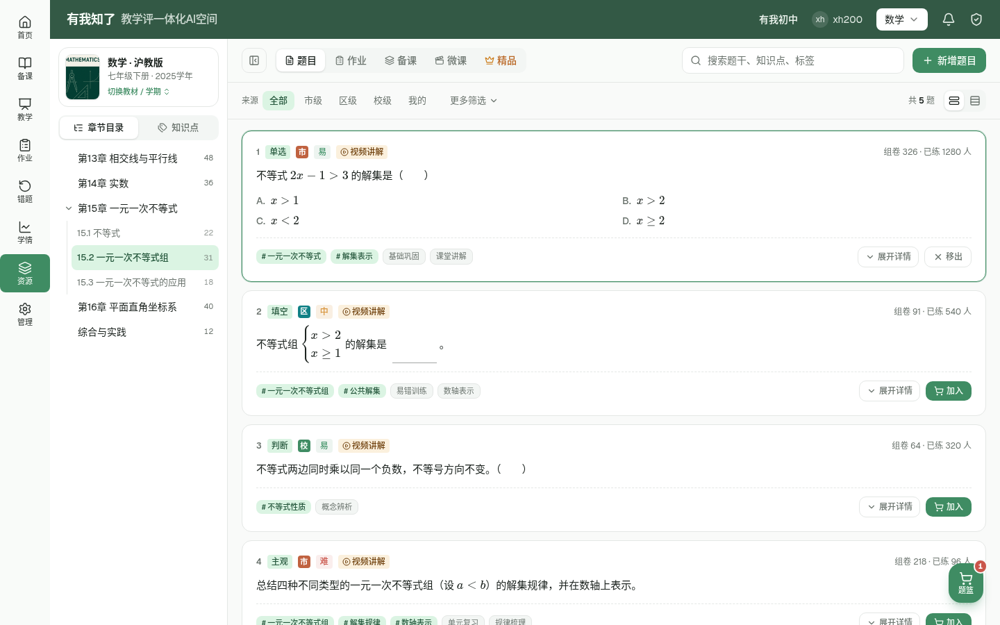 有我知了 教学评一体化AI空间
有我初中
xh xh200
数学
首页
备课
教学
作业
错题
学情
资源
管理
MATHEMATICS
数学 · 沪教版
七年级下册 · 2025学年
切换教材 / 学期
章节目录
知识点
第13章 相交线与平行线 48
第14章 实数 36
第15章 一元一次不等式
15.1 不等式 22
15.2 一元一次不等式组 31
15.3 一元一次不等式的应用 18
第16章 平面直角坐标系 40
综合与实践 12
题目 作业 备课 微课 精品
搜索题干、知识点、标签
新增题目
来源 全部 市级 区级 校级 我的 更多筛选
共 5 题
1 单选 市 易 视频讲解 组卷 326 · 已练 1280 人
不等式 2x − 1 > 3 的解集是（　　）
A. x > 1
B. x > 2
C. x < 2
D. x ≥ 2
# 一元一次不等式 # 解集表示 基础巩固 课堂讲解 展开详情 移出
2 填空 区 中 视频讲解 组卷 91 · 已练 540 人
不等式组 { x > 2
x ≥ 1 的解集是 ______ 。
# 一元一次不等式组 # 公共解集 易错训练 数轴表示 展开详情 加入
3 判断 校 易 视频讲解 组卷 64 · 已练 320 人
不等式两边同时乘以同一个负数，不等号方向不变。（　　）
# 不等式性质 概念辨析 展开详情 加入
4 主观 市 难 视频讲解 组卷 218 · 已练 96 人
总结四种不同类型的一元一次不等式组（设 a < b）的解集规律，并在数轴上表示。
# 一元一次不等式组 # 解集规律 # 数轴表示 单元复习 规律梳理 展开详情 加入
1
题篮